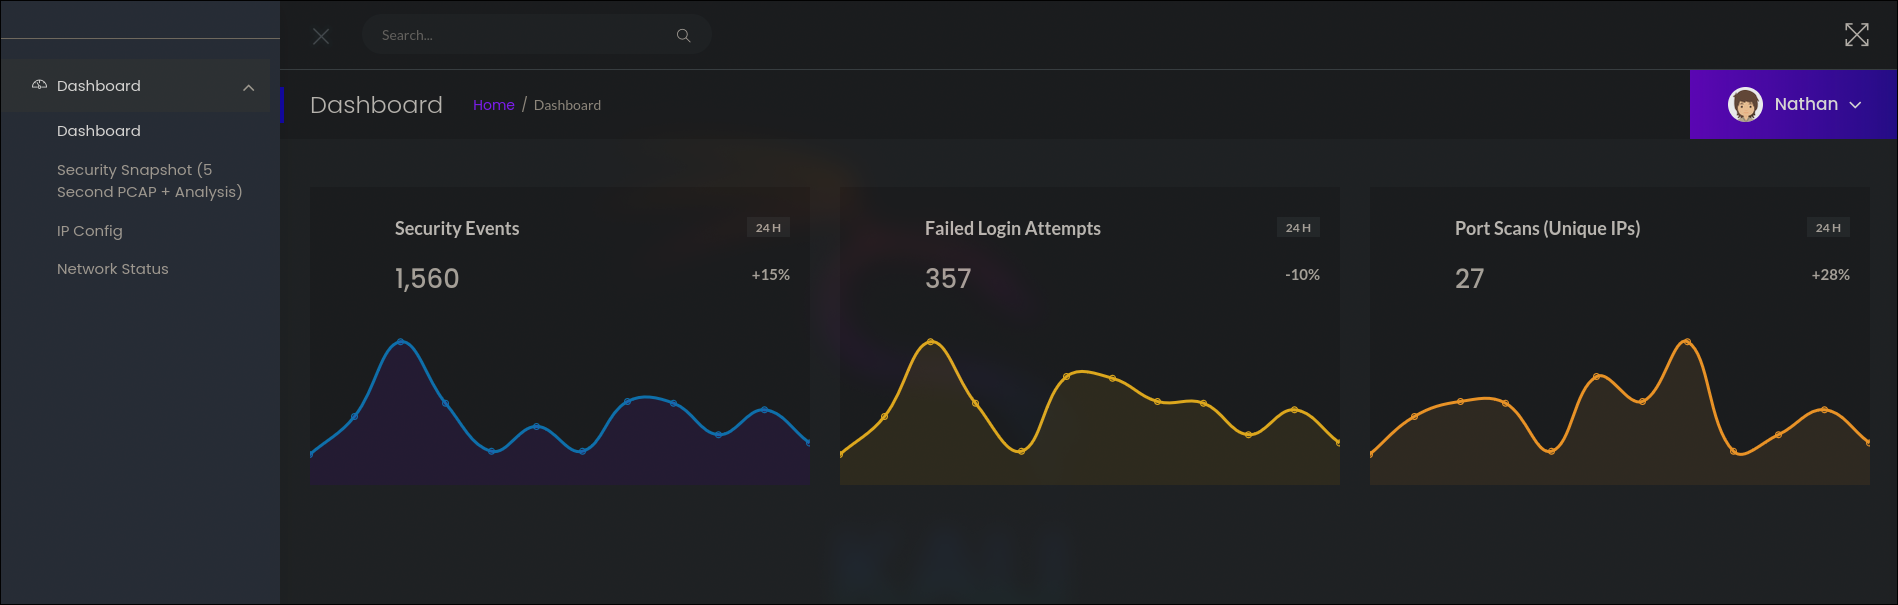 Search...
Dashboard
Dashboard
Security Snapshot (5
Second PCAP + Analysis)
IP Config
Network Status
Dashboard
Home / Dashboard
Nathan
Security Events
24 H
1,560
+15%
Failed Login Attempts
24 H
357
-10%
Port Scans (Unique IPs)
24 H
27
+28%